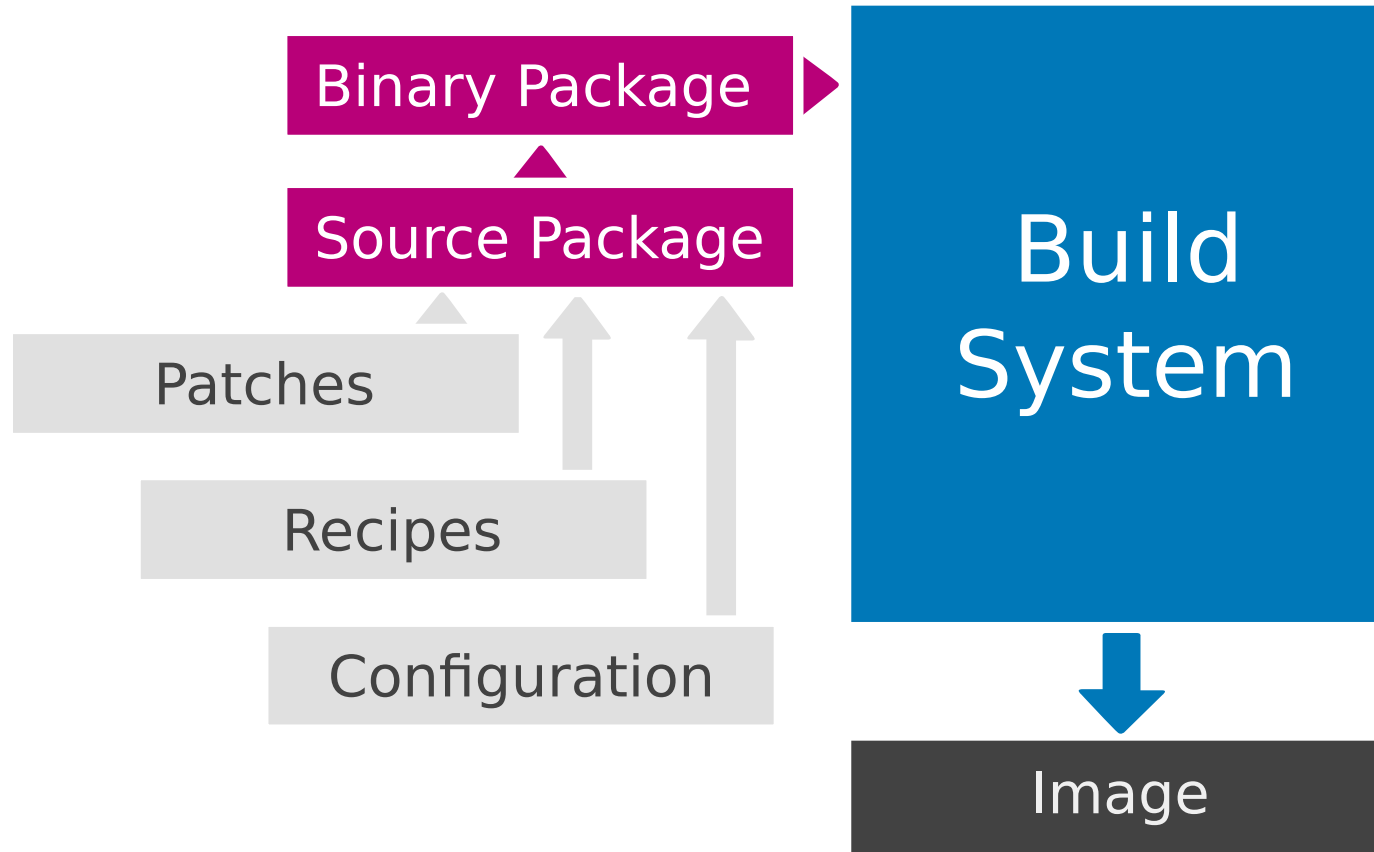 Binary Package
Source Package
Patches
Recipes
Configuration
Build
System
Image